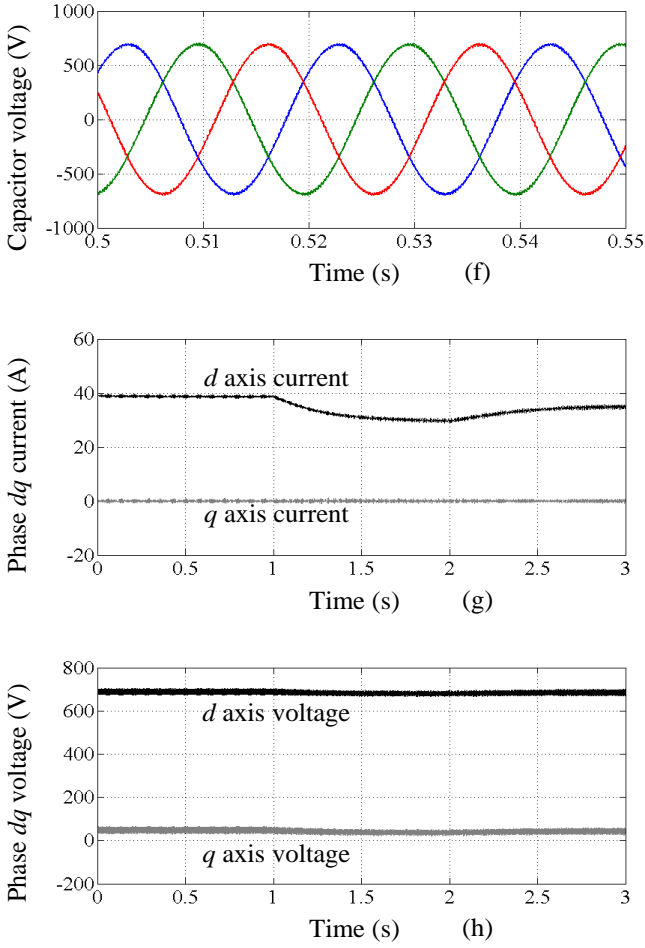 Capacitor voltage (V)
1000
500
0
-500
-1000
0.5 0.51 0.52 0.53 0.54 0.55
Time (s) (f)
Phase dq current (A)
60
40
20
0
-20
d axis current
q axis current
0 0.5 1 1.5 2 2.5 3
Time (s) (g)
Phase dq voltage (V)
800
600
400
200
0
-200
d axis voltage
q axis voltage
0 0.5 1 1.5 2 2.5 3
Time (s) (h)